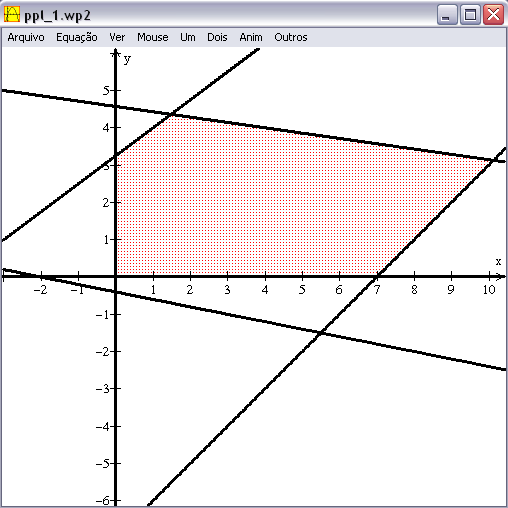 ppl_1.wp2
Arquivo Equação Ver Mouse Um Dois Anim Outros
y
5
4
3
2
1
x
-2 -1 1 2 3 4 5 6 7 8 9 10
-1
-2
-3
-4
-5
-6